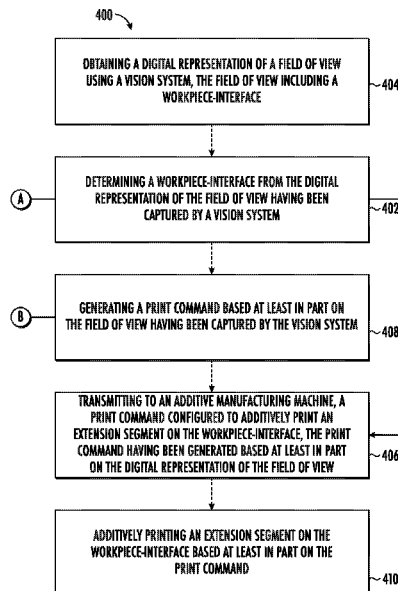 400
OBTAINING A DIGITAL REPRESENTATION OF A FIELD OF VIEW
USING A VISION SYSTEM, THE FIELD OF VIEW INCLUDING A
WORKPIECE-INTERFACE
404
A
DETERMINING A WORKPIECE-INTERFACE FROM THE DIGITAL
REPRESENTATION OF THE FIELD OF VIEW HAVING BEEN
CAPTURED BY A VISION SYSTEM
402
B
GENERATING A PRINT COMMAND BASED AT LEAST IN PART ON
THE FIELD OF VIEW HAVING BEEN CAPTURED BY THE VISION SYSTEM
408
TRANSMITTING TO AN ADDITIVE MANUFACTURING MACHINE, A
PRINT COMMAND CONFIGURED TO ADDITIVELY PRINT AN
EXTENSION SEGMENT ON THE WORKPIECE-INTERFACE, THE PRINT
COMMAND HAVING BEEN GENERATED BASED AT LEAST IN PART
ON THE DIGITAL REPRESENTATION OF THE FIELD OF VIEW
406
ADDITIVELY PRINTING AN EXTENSION SEGMENT ON THE
WORKPIECE-INTERFACE BASED AT LEAST IN PART ON THE
PRINT COMMAND
410